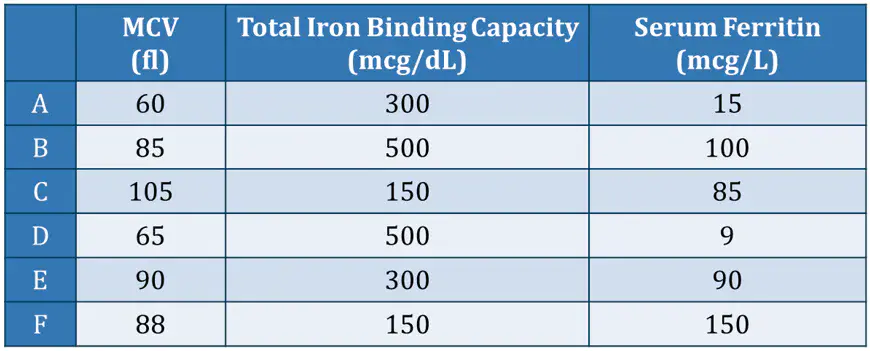 MCV Total Iron Binding Capacity Serum Ferritin
(fl) (mcg/dL) (mcg/L)
A 60 300 15
B 85 500 100
C 105 150 85
D 65 500 9
E 90 300 90
F 88 150 150